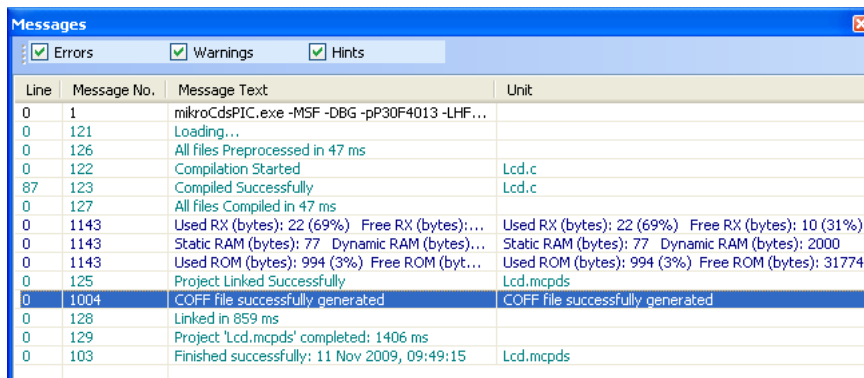 Messages
Errors Warnings Hints
Line Message No. Message Text Unit
0 1 mikroCdsPIC.exe -MSF -DBG -pP30F4013 -LHF...
0 121 Loading...
0 126 All files Preprocessed in 47 ms
0 122 Compilation Started Lcd.c
87 123 Compiled Successfully Lcd.c
0 127 All files Compiled in 47 ms
0 1143 Used RX (bytes): 22 (69%) Free RX (bytes):... Used RX (bytes): 22 (69%) Free RX (bytes): 10 (31%)
0 1143 Static RAM (bytes): 77 Dynamic RAM (bytes)... Static RAM (bytes): 77 Dynamic RAM (bytes): 2000
0 1143 Used ROM (bytes): 994 (3%) Free ROM (byt... Used ROM (bytes): 994 (3%) Free ROM (bytes): 31774
0 125 Project Linked Successfully Lcd.mcpds
0 1004 COFF file successfully generated COFF file successfully generated
0 128 Linked in 859 ms
0 129 Project 'Lcd.mcpds' completed: 1406 ms
0 103 Finished successfully: 11 Nov 2009, 09:49:15 Lcd.mcpds